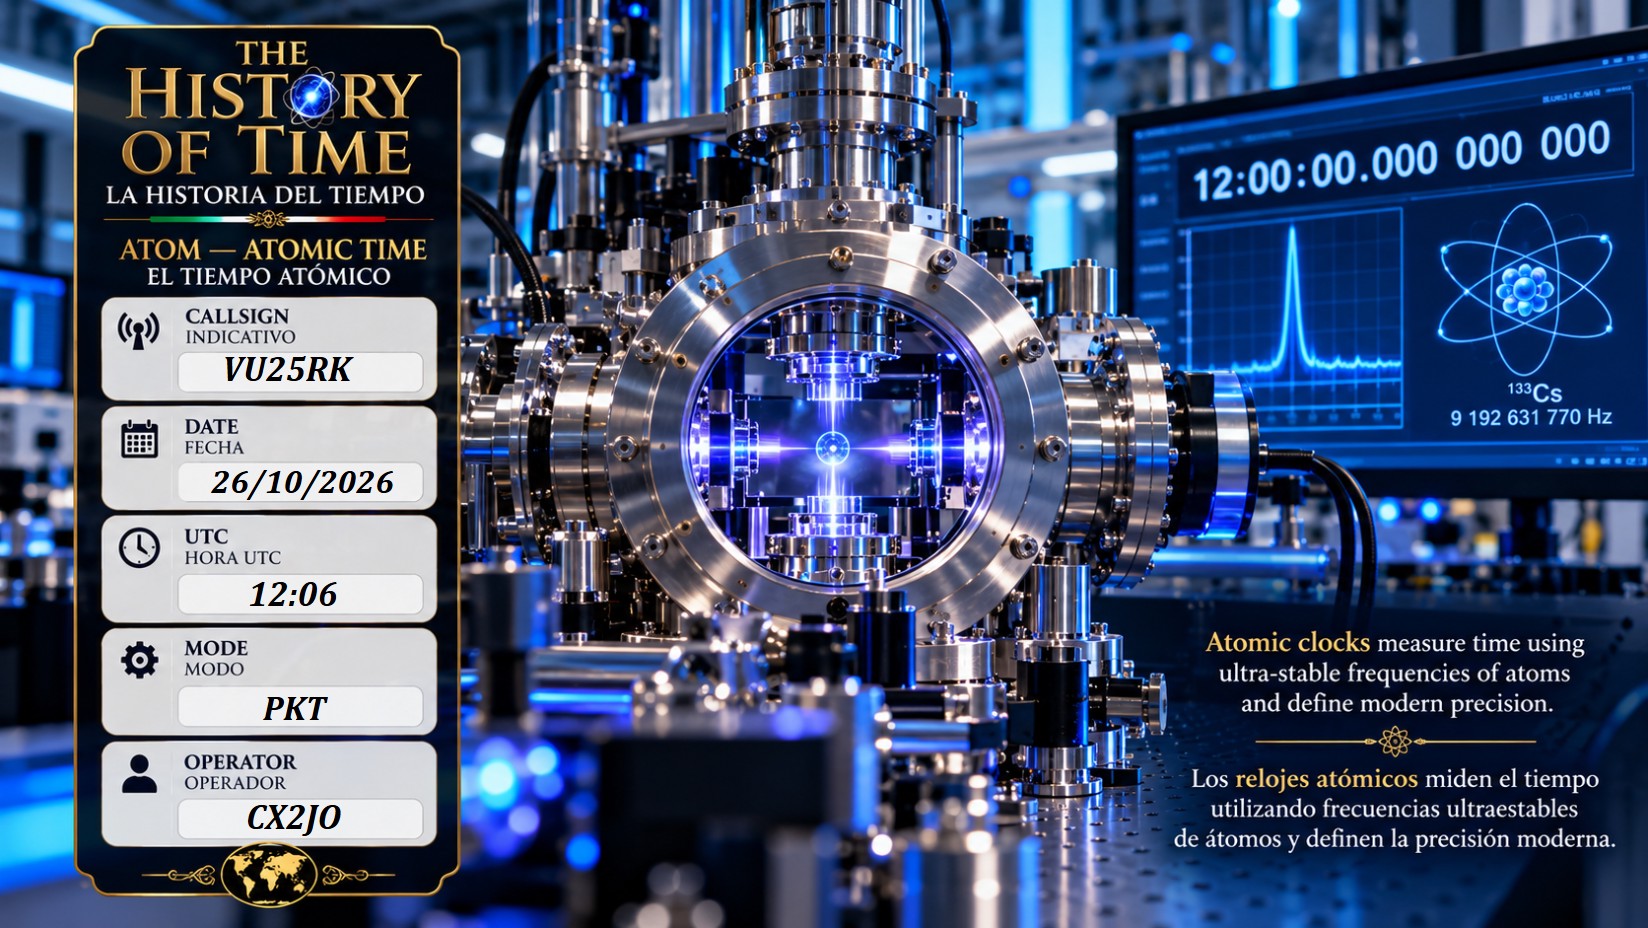 THE
HISTORY
OF TIME
LA HISTORIA DEL TIEMPO
ATOM — ATOMIC TIME
EL TIEMPO ATÓMICO
CALLSIGN
INDICATIVO
VU25RK
DATE
FECHA
26/10/2026
UTC
HORA UTC
12:06
MODE
MODO
PKT
OPERATOR
OPERADOR
CX2JO
12:00:00.000 000 000
133Cs
9 192 631 770 Hz
Atomic clocks measure time using
ultra-stable frequencies of atoms
and define modern precision.
Los relojes atómicos miden el tiempo
utilizando frecuencias ultraestables
de átomos y definen la precisión moderna.